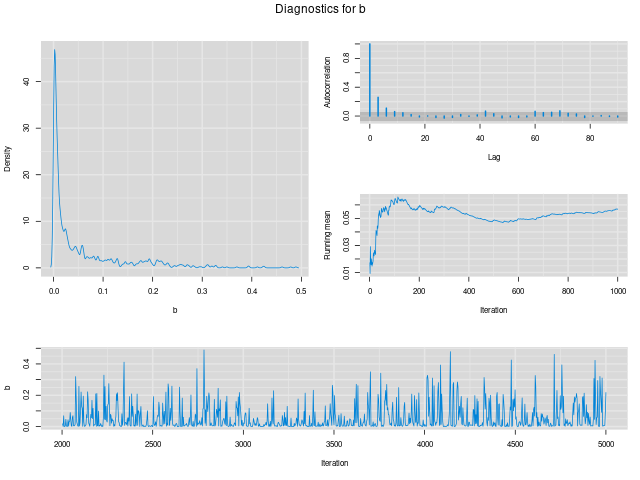 Diagnostics for b
Density
40
30
20
10
0
0.0 0.1 0.2 0.3 0.4 0.5
b
Autocorrelation
0.8
0.4
0.0
0 20 40 60 80
Lag
Running mean
0.05
0.03
0.01
0 200 400 600 800 1000
Iteration
b
0.4
0.2
0.0
2000 2500 3000 3500 4000 4500 5000
Iteration